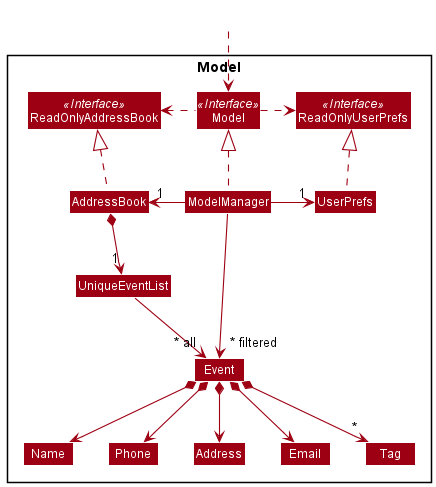 Model
«Interface»
ReadOnlyAddressBook
«Interface»
Model
«Interface»
ReadOnlyUserPrefs
AddressBook
1
ModelManager
1
UserPrefs
1
UniqueEventList
* all
* filtered
Event
*
Name
Phone
Address
Email
Tag